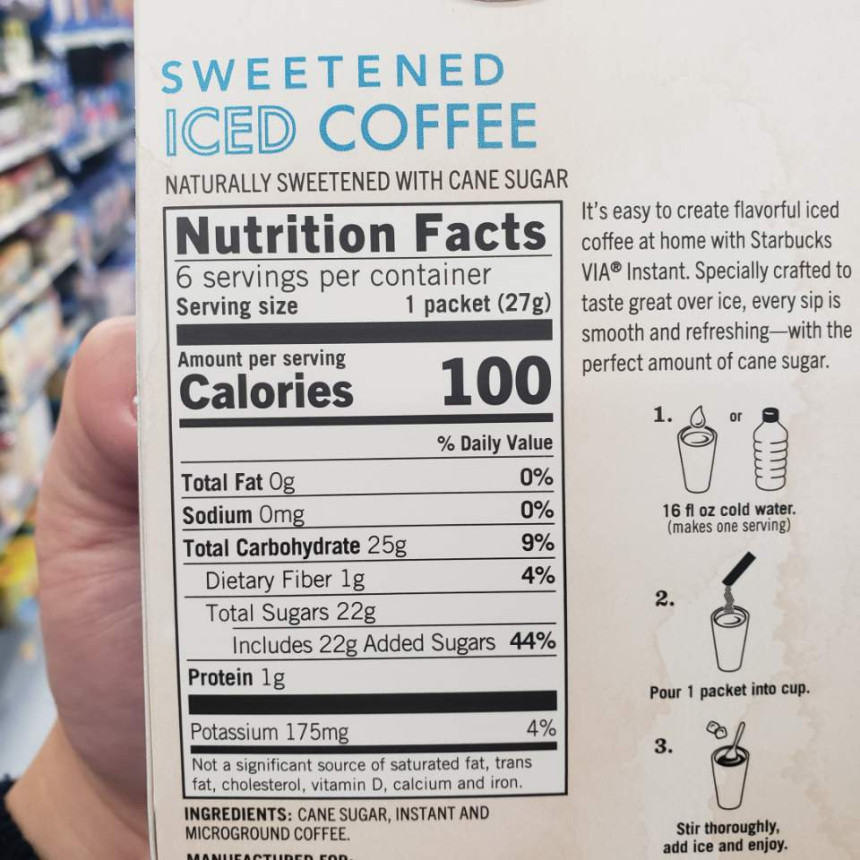 SWEETENED
ICED COFFEE
NATURALLY SWEETENED WITH CANE SUGAR
Nutrition Facts
6 servings per container
Serving size 1 packet (27g)
Amount per serving
Calories 100
% Daily Value
Total Fat 0g 0%
Sodium 0mg 0%
Total Carbohydrate 25g 9%
Dietary Fiber 1g 4%
Total Sugars 22g
Includes 22g Added Sugars 44%
Protein 1g
Potassium 175mg 4%
Not a significant source of saturated fat, trans
fat, cholesterol, vitamin D, calcium and iron.
INGREDIENTS: CANE SUGAR, INSTANT AND
MICROGROUND COFFEE.
MANUFACTURED FOR:
It's easy to create flavorful iced
coffee at home with Starbucks
VIA® Instant. Specially crafted to
taste great over ice, every sip is
smooth and refreshing—with the
perfect amount of cane sugar.
1. or
16 fl oz cold water.
(makes one serving)
2.
Pour 1 packet into cup.
3.
Stir thoroughly,
add ice and enjoy.